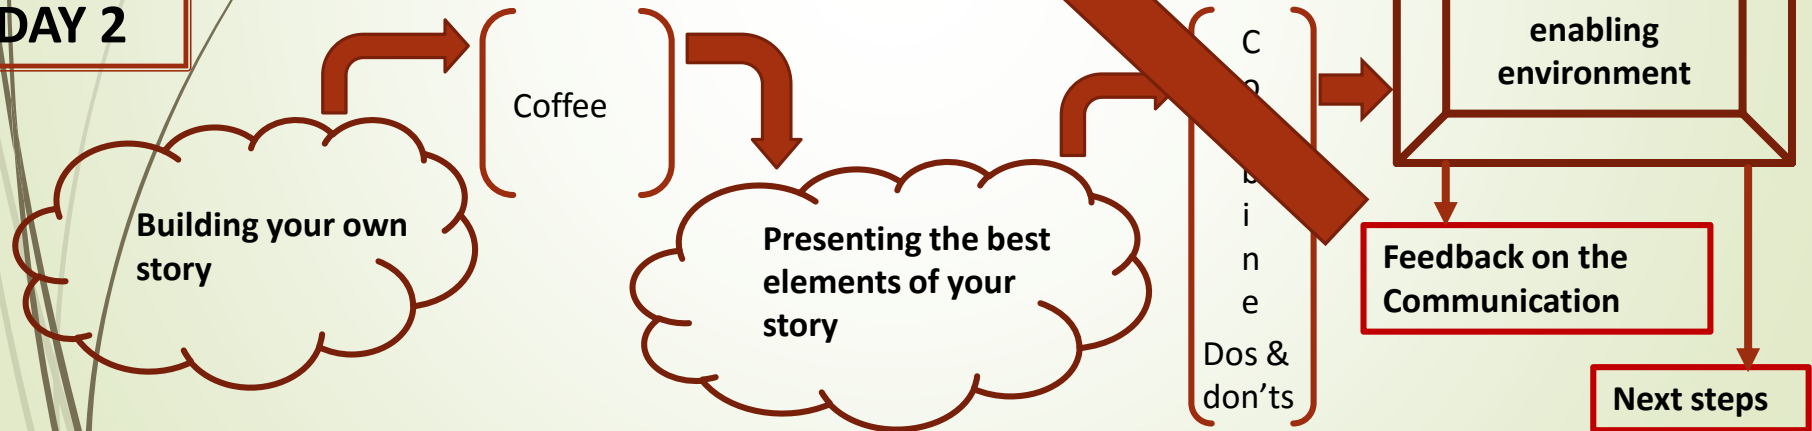 DAY 2
Building your own
story
Coffee
Presenting the best
elements of your
story
C
o
b
i
n
e
Dos &
don'ts
enabling
environment
Feedback on the
Communication
Next steps